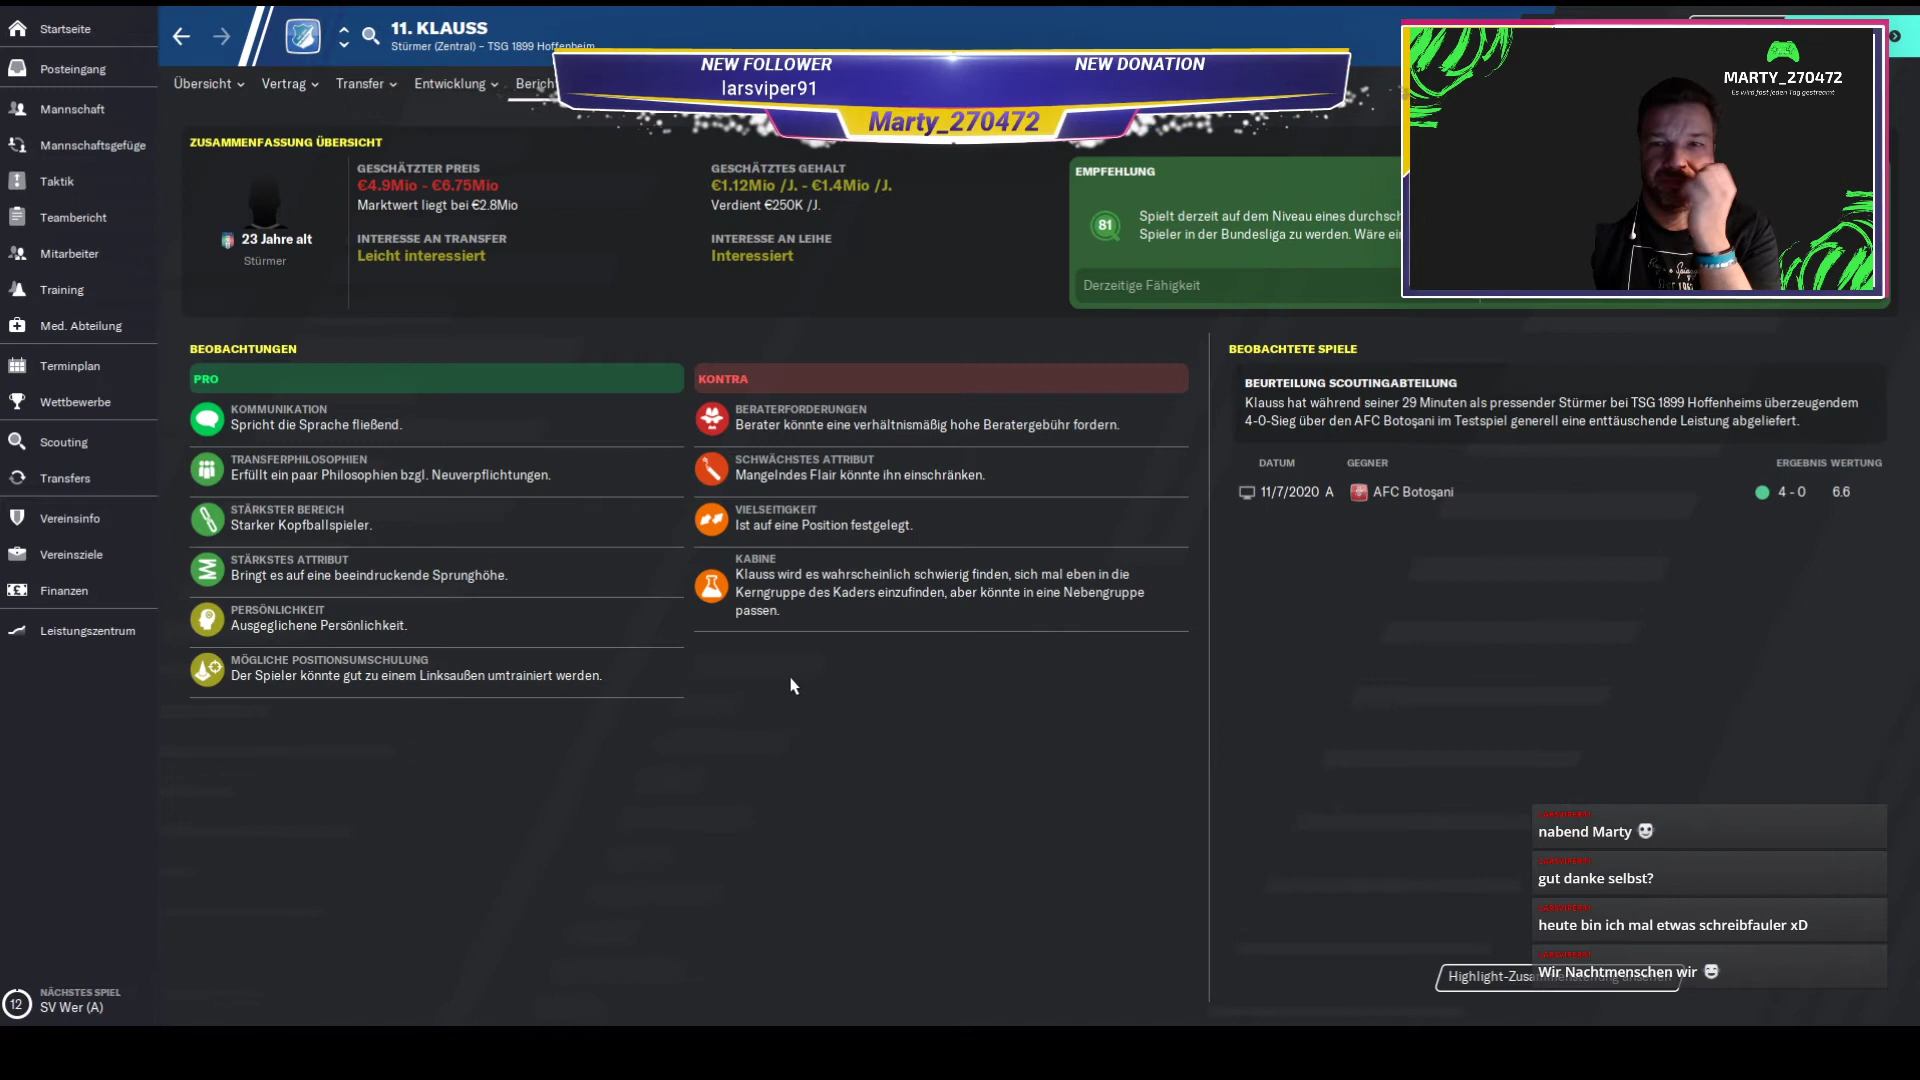 Startseite
Posteingang
Mannschaft
Mannschaftsgefüge
Taktik
Teambericht
Mitarbeiter
Training
Med. Abteilung
Terminplan
Wettbewerbe
Scouting
Transfers
Vereinsinfo
Vereinsziele
Finanzen
Leistungszentrum
12
NÄCHSTES SPIEL
SV Wer (A)
11. KLAUSS
Stürmer (Zentral) – TSG 1899 Hoffenheim
Übersicht
Vertrag
Transfer
Entwicklung
Berich
NEW FOLLOWER
larsviper91
NEW DONATION
Marty_270472
MARTY_270472
Es wird fast jeden Tag gestreamt
ZUSAMMENFASSUNG ÜBERSICHT
23 Jahre alt
Stürmer
GESCHÄTZTER PREIS
€4.9Mio - €6.75Mio
Marktwert liegt bei €2.8Mio
INTERESSE AN TRANSFER
Leicht interessiert
GESCHÄTZTES GEHALT
€1.12Mio /J. - €1.4Mio /J.
Verdient €250K /J.
INTERESSE AN LEIHE
Interessiert
EMPFEHLUNG
81
Spielt derzeit auf dem Niveau eines durchsch
Spieler in der Bundesliga zu werden. Wäre ei
Derzeitige Fähigkeit
BEOBACHTUNGEN
PRO
KOMMUNIKATION
Spricht die Sprache fließend.
TRANSFERPHILOSOPHIEN
Erfüllt ein paar Philosophien bzgl. Neuverpflichtungen.
STÄRKSTER BEREICH
Starker Kopfballspieler.
STÄRKSTES ATTRIBUT
Bringt es auf eine beeindruckende Sprunghöhe.
PERSÖNLICHKEIT
Ausgeglichene Persönlichkeit.
MÖGLICHE POSITIONSUMSCHULUNG
Der Spieler könnte gut zu einem Linksaußen umtrainiert werden.
KONTRA
BERATERFORDERUNGEN
Berater könnte eine verhältnismäßig hohe Beratergebühr fordern.
SCHWÄCHSTES ATTRIBUT
Mangelndes Flair könnte ihn einschränken.
VIELSEITIGKEIT
Ist auf eine Position festgelegt.
KABINE
Klauss wird es wahrscheinlich schwierig finden, sich mal eben in die
Kerngruppe des Kaders einzufinden, aber könnte in eine Nebengruppe
passen.
BEOBACHTETE SPIELE
BEURTEILUNG SCOUTINGABTEILUNG
Klauss hat während seiner 29 Minuten als pressender Stürmer bei TSG 1899 Hoffenheims überzeugendem
4-0-Sieg über den AFC Botoşani im Testspiel generell eine enttäuschende Leistung abgeliefert.
DATUM GEGNER ERGEBNIS WERTUNG
11/7/2020 A AFC Botoşani 4 - 0 6.6
nabend Marty
gut danke selbst?
heute bin ich mal etwas schreibfauler xD
Wir Nachtmenschen wir
Highlight-Zusa